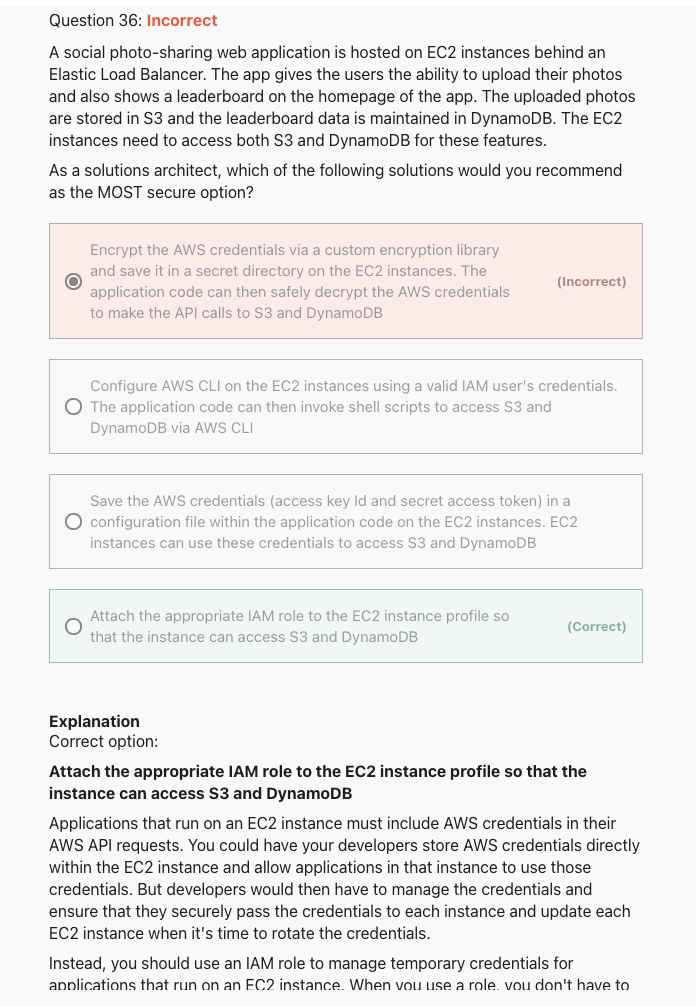 Question 36: Incorrect
A social photo-sharing web application is hosted on EC2 instances behind an
Elastic Load Balancer. The app gives the users the ability to upload their photos
and also shows a leaderboard on the homepage of the app. The uploaded photos
are stored in S3 and the leaderboard data is maintained in DynamoDB. The EC2
instances need to access both S3 and DynamoDB for these features.
As a solutions architect, which of the following solutions would you recommend
as the MOST secure option?
Encrypt the AWS credentials via a custom encryption library
and save it in a secret directory on the EC2 instances. The
application code can then safely decrypt the AWS credentials
to make the API calls to S3 and DynamoDB
(Incorrect)
Configure AWS CLI on the EC2 instances using a valid IAM user's credentials.
The application code can then invoke shell scripts to access S3 and
DynamoDB via AWS CLI
Save the AWS credentials (access key Id and secret access token) in a
configuration file within the application code on the EC2 instances. EC2
instances can use these credentials to access S3 and DynamoDB
Attach the appropriate IAM role to the EC2 instance profile so
that the instance can access S3 and DynamoDB
(Correct)
Explanation
Correct option:
Attach the appropriate IAM role to the EC2 instance profile so that the
instance can access S3 and DynamoDB
Applications that run on an EC2 instance must include AWS credentials in their
AWS API requests. You could have your developers store AWS credentials directly
within the EC2 instance and allow applications in that instance to use those
credentials. But developers would then have to manage the credentials and
ensure that they securely pass the credentials to each instance and update each
EC2 instance when it's time to rotate the credentials.
Instead, you should use an IAM role to manage temporary credentials for
applications that run on an EC2 instance. When you use a role, you don't have to